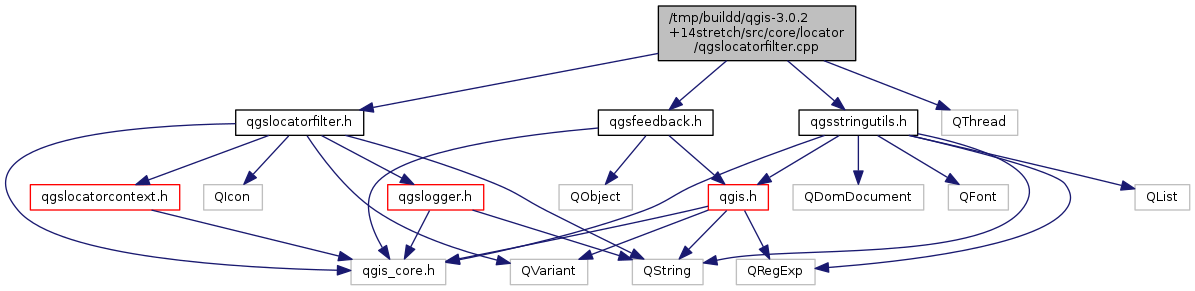 /tmp/buildd/qgis-3.0.2
+14stretch/src/core/locator
/qgslocatorfilter.cpp
qgslocatorfilter.h
qgsfeedback.h
qgsstringutils.h
QThread
qgslocatorcontext.h
QIcon
qgslogger.h
QObject
qgis.h
QDomDocument
QFont
QList
qgis_core.h
QVariant
QString
QRegExp